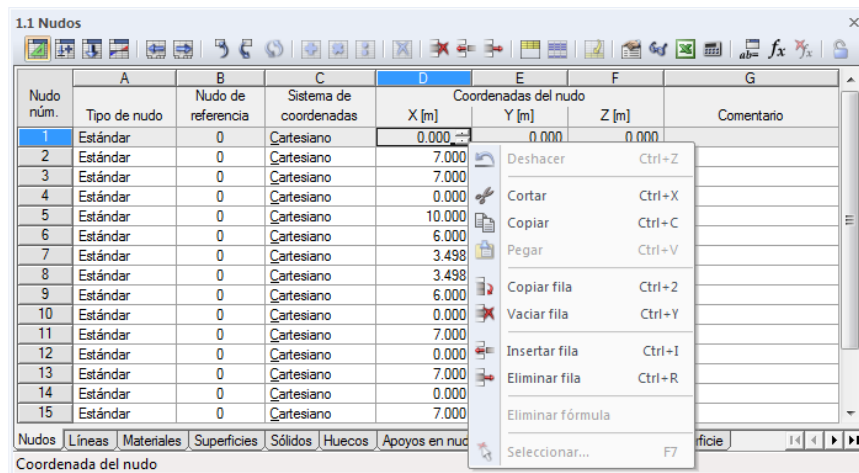 1.1 Nudos
A B C D E F G
Nudo núm. Tipo de nudo Nudo de referencia Sistema de coordenadas Coordenadas del nudo X [m] Y [m] Z [m] Comentario
1 Estándar 0 Cartesiano 0.000 0.000 0.000
2 Estándar 0 Cartesiano 7.000
3 Estándar 0 Cartesiano 7.000
4 Estándar 0 Cartesiano 0.000
5 Estándar 0 Cartesiano 10.000
6 Estándar 0 Cartesiano 6.000
7 Estándar 0 Cartesiano 3.498
8 Estándar 0 Cartesiano 3.498
9 Estándar 0 Cartesiano 6.000
10 Estándar 0 Cartesiano 0.000
11 Estándar 0 Cartesiano 7.000
12 Estándar 0 Cartesiano 0.000
13 Estándar 0 Cartesiano 7.000
14 Estándar 0 Cartesiano 0.000
15 Estándar 0 Cartesiano 7.000
Deshacer Ctrl+Z
Cortar Ctrl+X
Copiar Ctrl+C
Pegar Ctrl+V
Copiar fila Ctrl+2
Vaciar fila Ctrl+Y
Insertar fila Ctrl+I
Eliminar fila Ctrl+R
Eliminar fórmula
Seleccionar... F7
Nudos Líneas Materiales Superficies Sólidos Huecos Apoyos en nud rficie
Coordenada del nudo